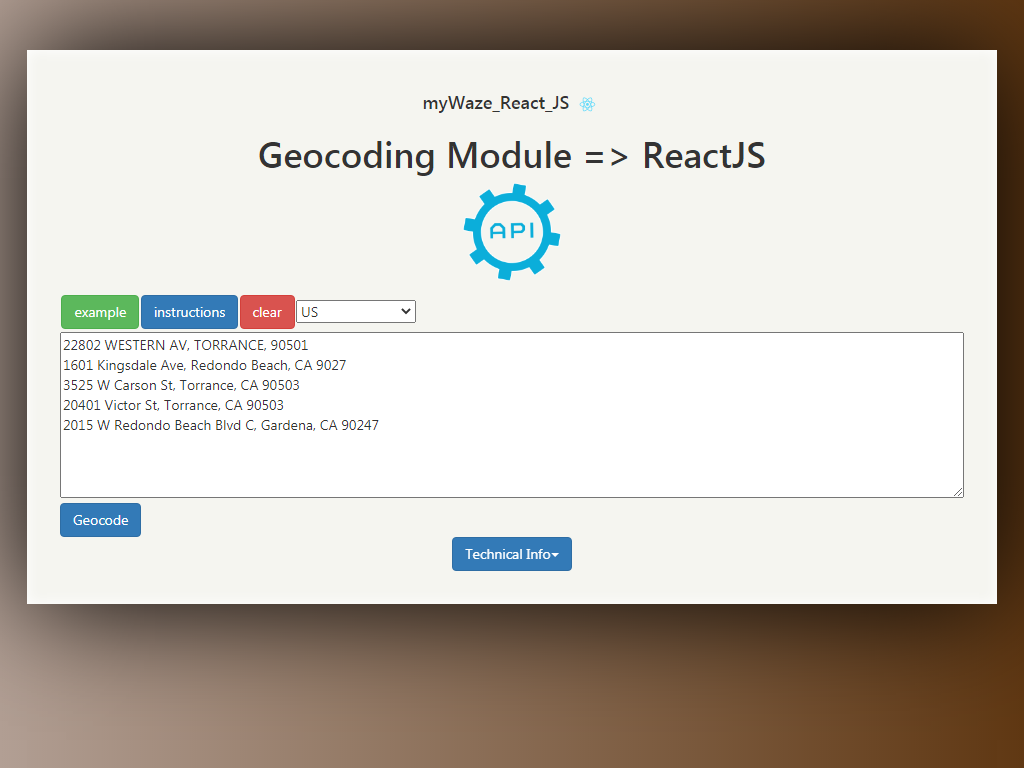 myWaze_React_JS
Geocoding Module => ReactJS
API
example instructions clear US
22802 WESTERN AV, TORRANCE, 90501
1601 Kingsdale Ave, Redondo Beach, CA 9027
3525 W Carson St, Torrance, CA 90503
20401 Victor St, Torrance, CA 90503
2015 W Redondo Beach Blvd C, Gardena, CA 90247
Geocode
Technical Info